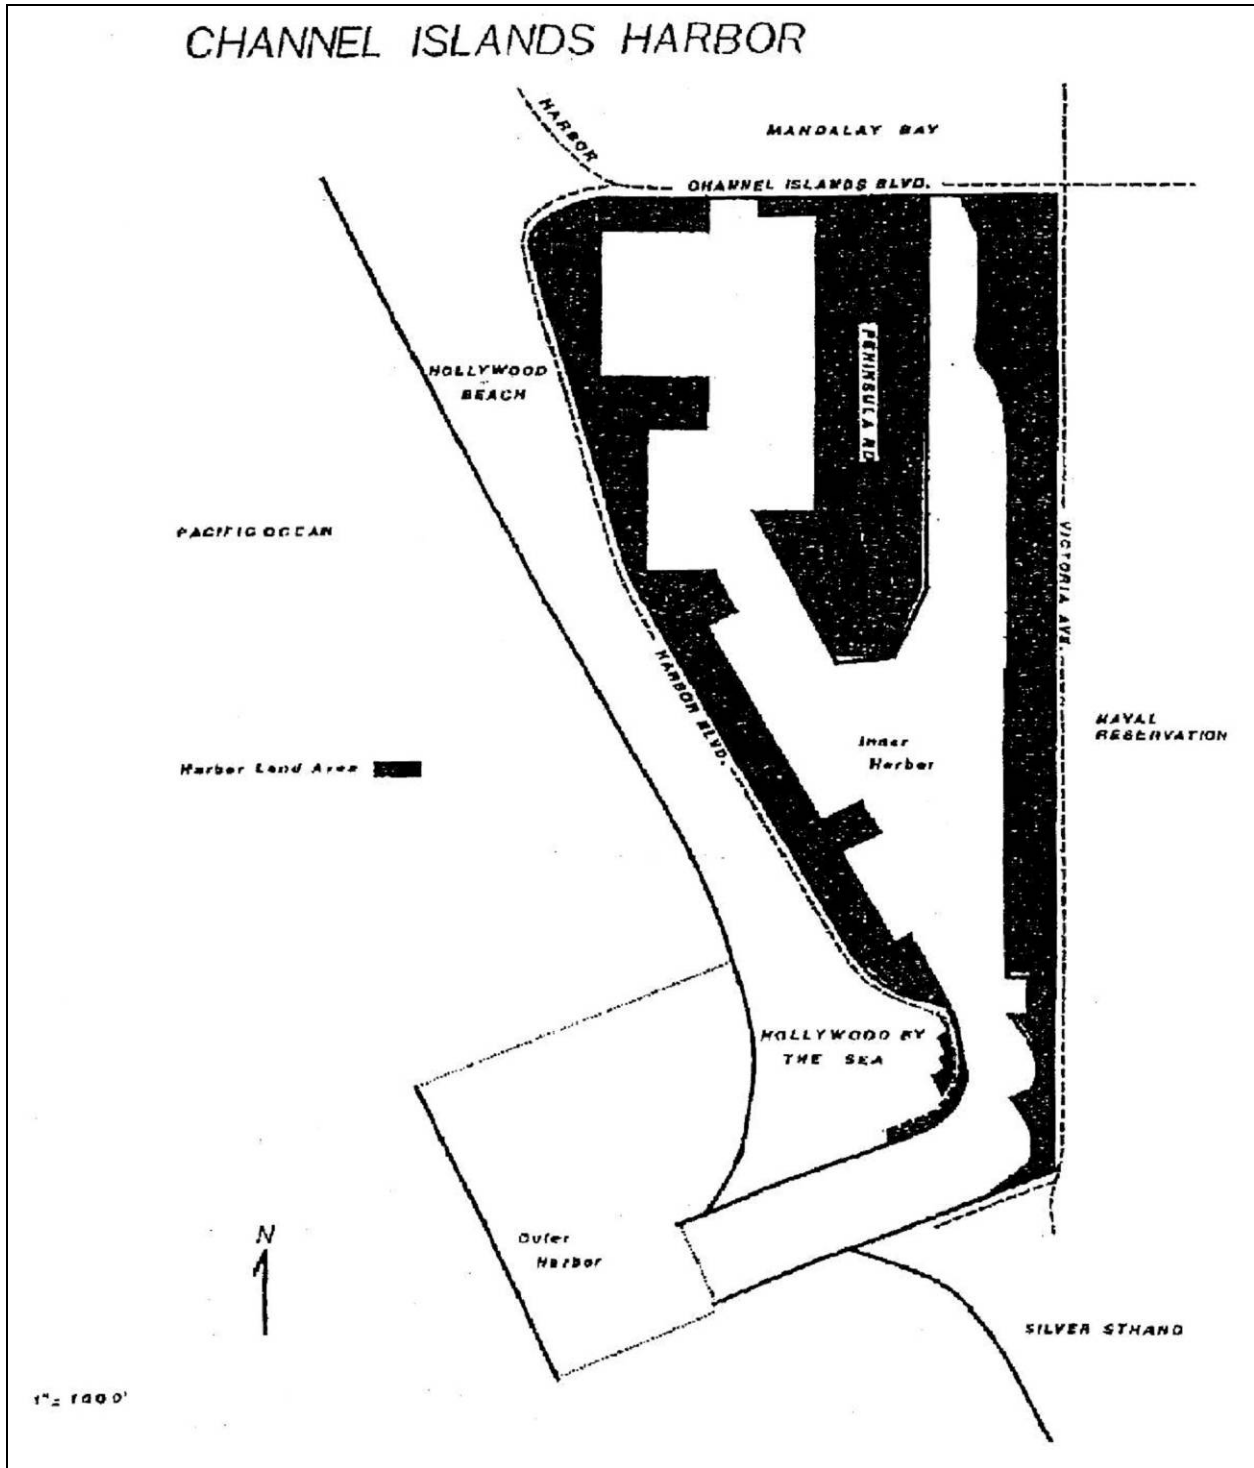 CHANNEL ISLANDS HARBOR
HARBOR
MANDALAY BAY
CHANNEL ISLANDS BLVD.
PENINSULA RD.
HOLLYWOOD
BEACH
PACIFIC OCEAN
VICTORIA AVE.
HARBOR BLVD.
NAVAL
RESERVATION
Inner
Harbor
Harbor Land Area
HOLLYWOOD BY
THE SEA
N
Outer
Harbor
SILVER STRAND
1"= 1000'